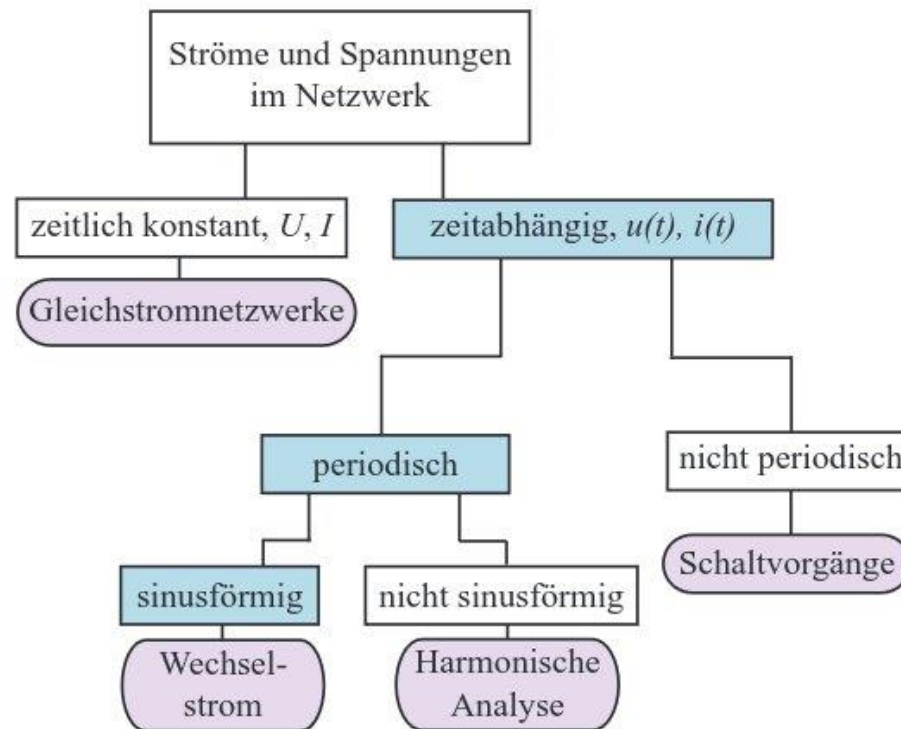 Ströme und Spannungen
im Netzwerk
zeitlich konstant, U, I
zeitabhängig, u(t), i(t)
Gleichstromnetzwerke
periodisch
nicht periodisch
sinusförmig
nicht sinusförmig
Schaltvorgänge
Wechsel-
strom
Harmonische
Analyse